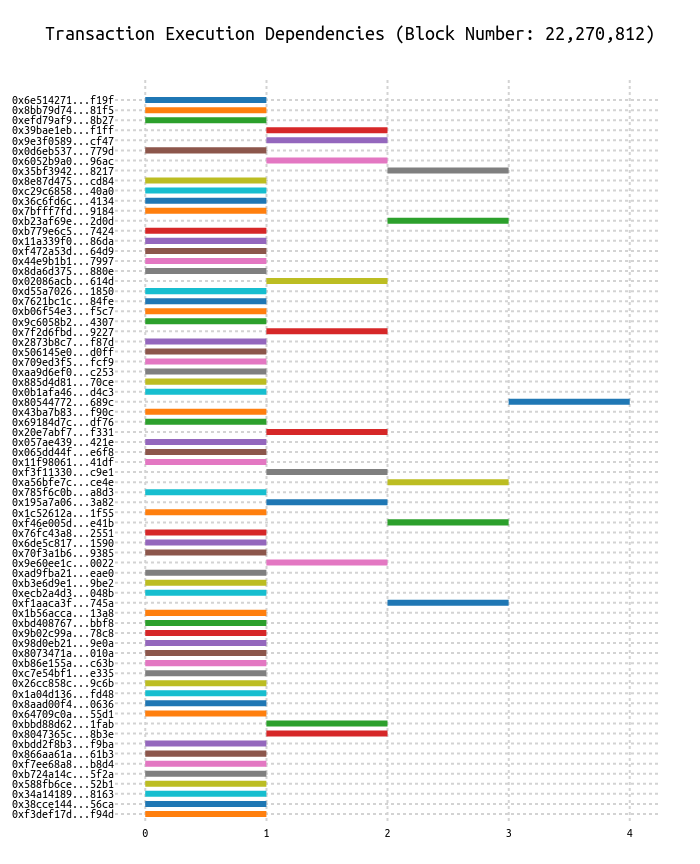 Transaction Execution Dependencies (Block Number: 22,270,812)
0x6e514271...f19f
0x8bb79d74...81f5
0xefd79af9...8b27
0x39bae1eb...f1ff
0x9e3f0589...cf47
0x0d6eb537...779d
0x6052b9a0...96ac
0x35bf3942...8217
0x8e87d475...cd84
0xc29c6858...40a0
0x36c6fd6c...4134
0x7bfff7fd...9184
0xb23af69e...2d0d
0xb779e6c5...7424
0x11a339f0...86da
0xf472a53d...64d9
0x44e9b1b1...7997
0x8da6d375...880e
0x02086acb...614d
0xd55a7026...1850
0x7621bc1c...84fe
0xb06f54e3...f5c7
0x9c6058b2...4307
0x7f2d6fbd...9227
0x2873b8c7...f87d
0x506145e0...d0ff
0x709ed3f5...fcf9
0xaa9d6ef0...c253
0x885d4d81...70ce
0x0b1afa46...d4c3
0x80544772...689c
0x43ba7b83...f90c
0x69184d7c...df76
0x20e7abf7...f331
0x057ae439...421e
0x065dd44f...e6f8
0x11f98061...41df
0xf3f11330...c9e1
0xa56bfe7c...ce4e
0x785f6c0b...a8d3
0x195a7a06...3a82
0x1c52612a...1f55
0xf46e005d...e41b
0x76fc43a8...2551
0x6de5c817...1590
0x70f3a1b6...9385
0x9e60ee1c...0022
0xad9fba21...eae0
0xb3e6d9e1...9be2
0xecb2a4d3...048b
0xf1aaca3f...745a
0x1b56acca...13a8
0xbd408767...bbf8
0x9b02c99a...78c8
0x98d0eb21...9e0a
0x8073471a...010a
0xb86e155a...c63b
0xc7e54bf1...e335
0x26cc858c...9c6b
0x1a04d136...fd48
0x8aad00f4...0636
0x64709c0a...55d1
0xbbd88d62...1fab
0x8047365c...8b3e
0xbdd2f8b3...f9ba
0x866aa61a...61b3
0xf7ee68a8...b8d4
0xb724a14c...5f2a
0x588fb6ce...52b1
0x34a14189...8163
0x38cce144...56ca
0xf3def17d...f94d
0 1 2 3 4